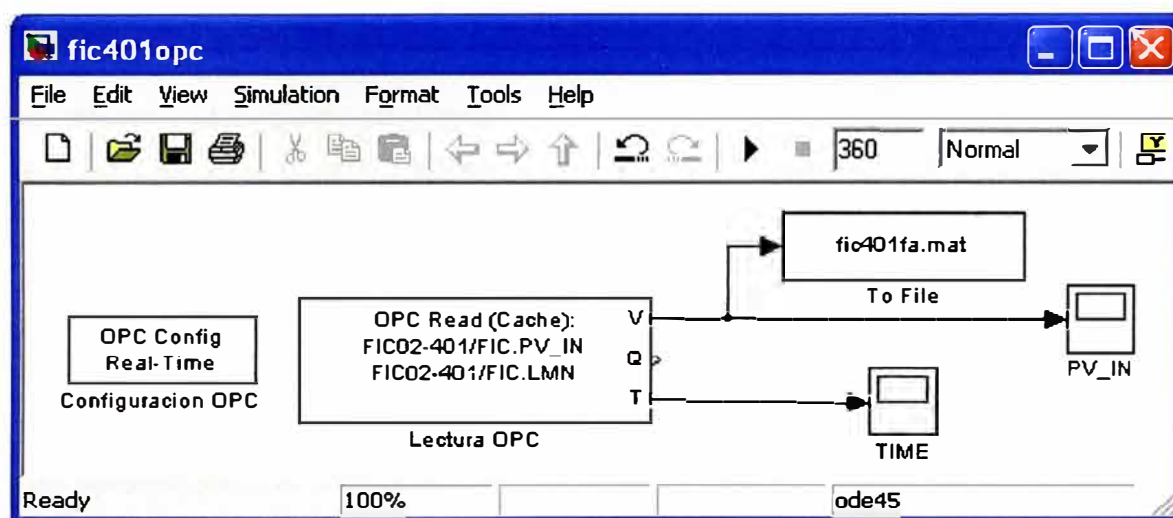 fic401opc
File Edit View Simulation Format Tools Help
360 Normal
fic401fa.mat
To File
OPC Config
Real-Time
Configuracion OPC
OPC Read (Cache):
FIC02-401/FIC.PV_IN
FIC02-401/FIC.LMN
V
Q
T
Lectura OPC
PV_IN
TIME
Ready 100% ode45